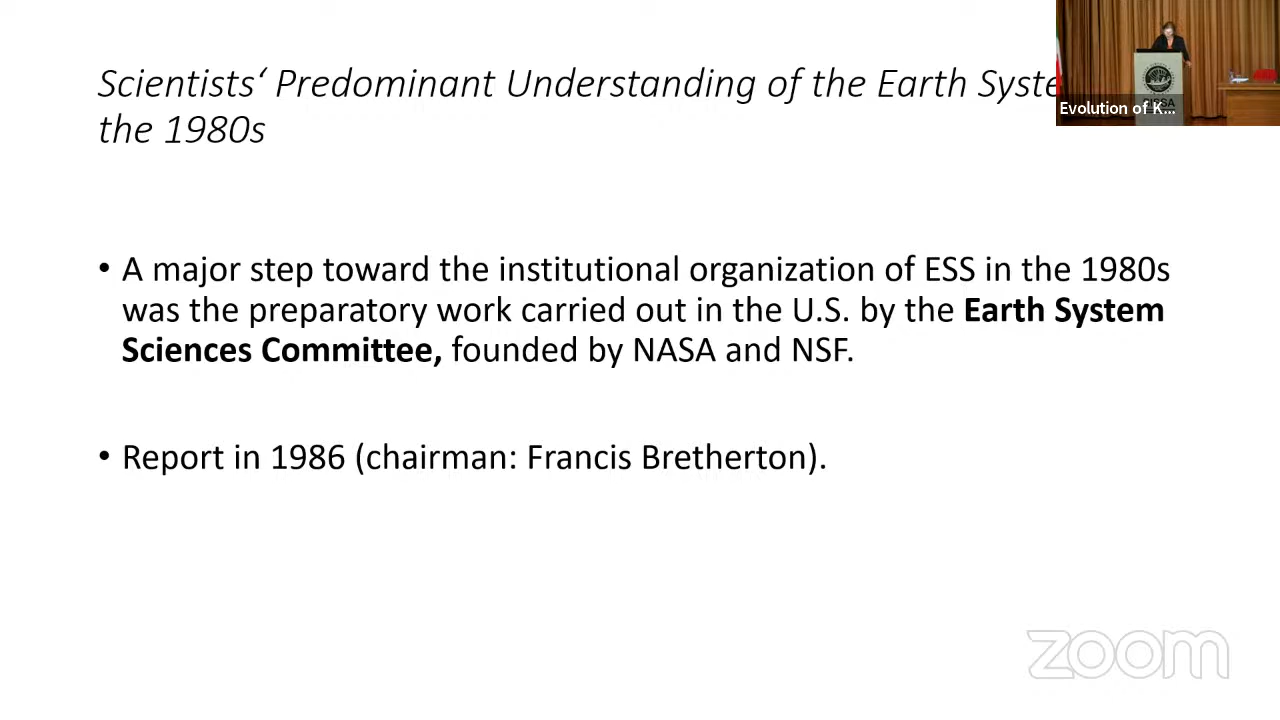 Scientists‘ Predominant Understanding of the Earth Syste
the 1980s
Evolution of K...
• A major step toward the institutional organization of ESS in the 1980s
was the preparatory work carried out in the U.S. by the Earth System
Sciences Committee, founded by NASA and NSF.
• Report in 1986 (chairman: Francis Bretherton).
zoom